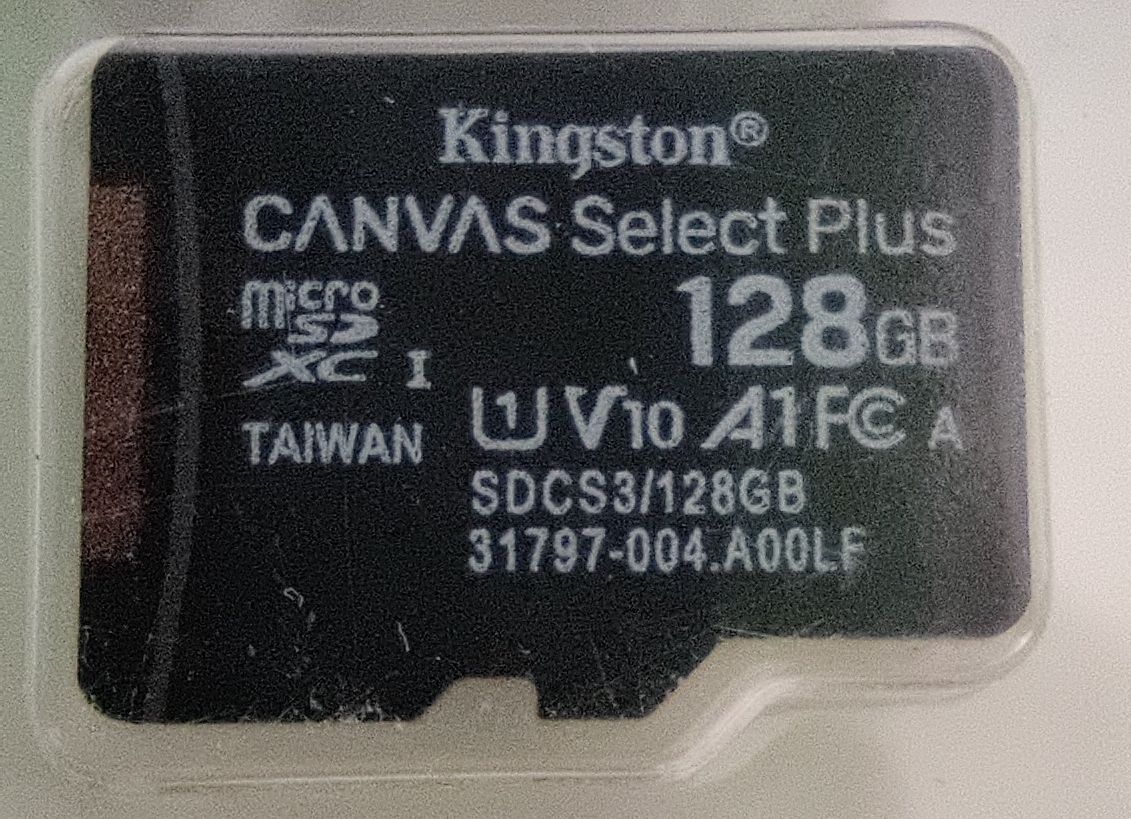 Kingston®
CANVAS Select Plus
micro
SD
XC I
128GB
TAIWAN
U1 V10 A1 FC A
SDCS3/128GB
31797-004.A00LF